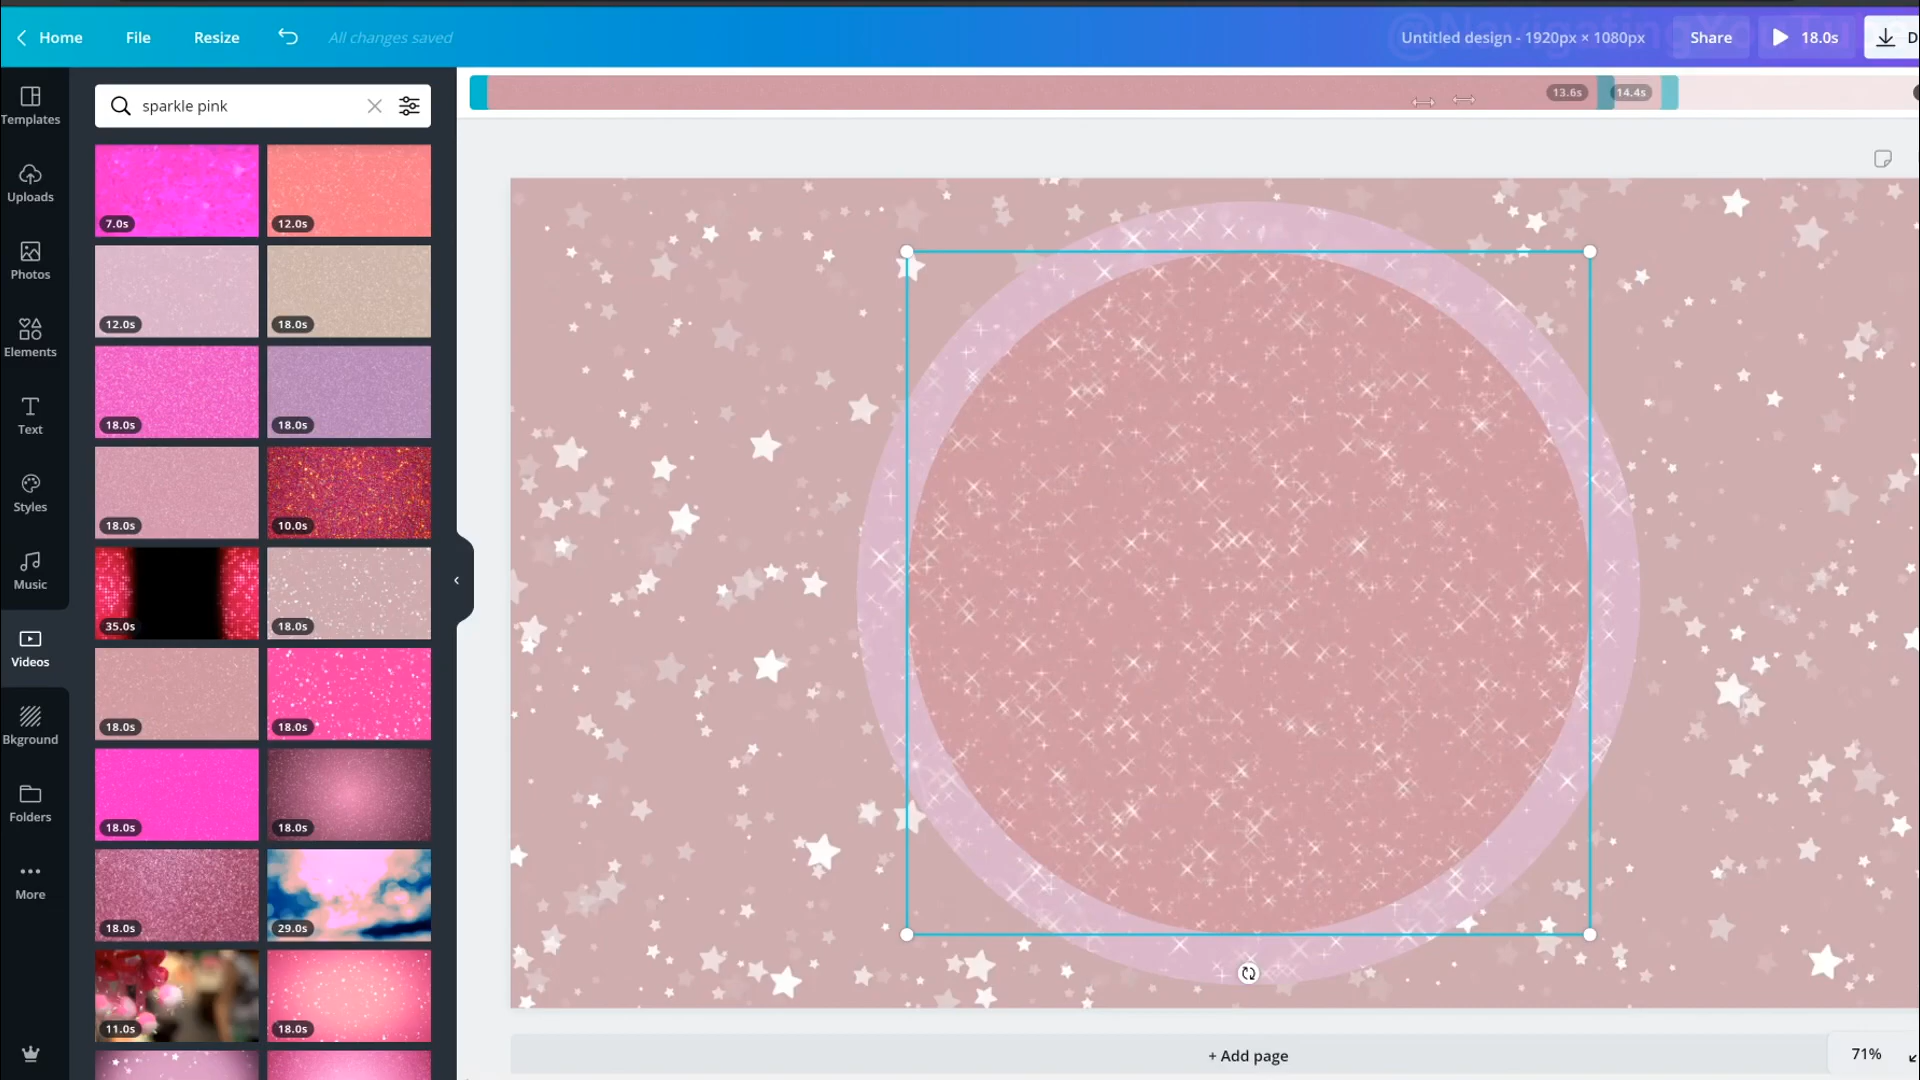 @NavigatingYouTube
Home File Resize All changes saved Untitled design - 1920px × 1080px Share 18.0s D
13.6s 14.4s
sparkle pink
Templates
Uploads
Photos
Elements
Text
Styles
Music
Videos
Bkground
Folders
More
7.0s 12.0s
12.0s 18.0s
18.0s 18.0s
18.0s 10.0s
35.0s 18.0s
18.0s 18.0s
18.0s 18.0s
18.0s 29.0s
11.0s 18.0s
+ Add page
71%